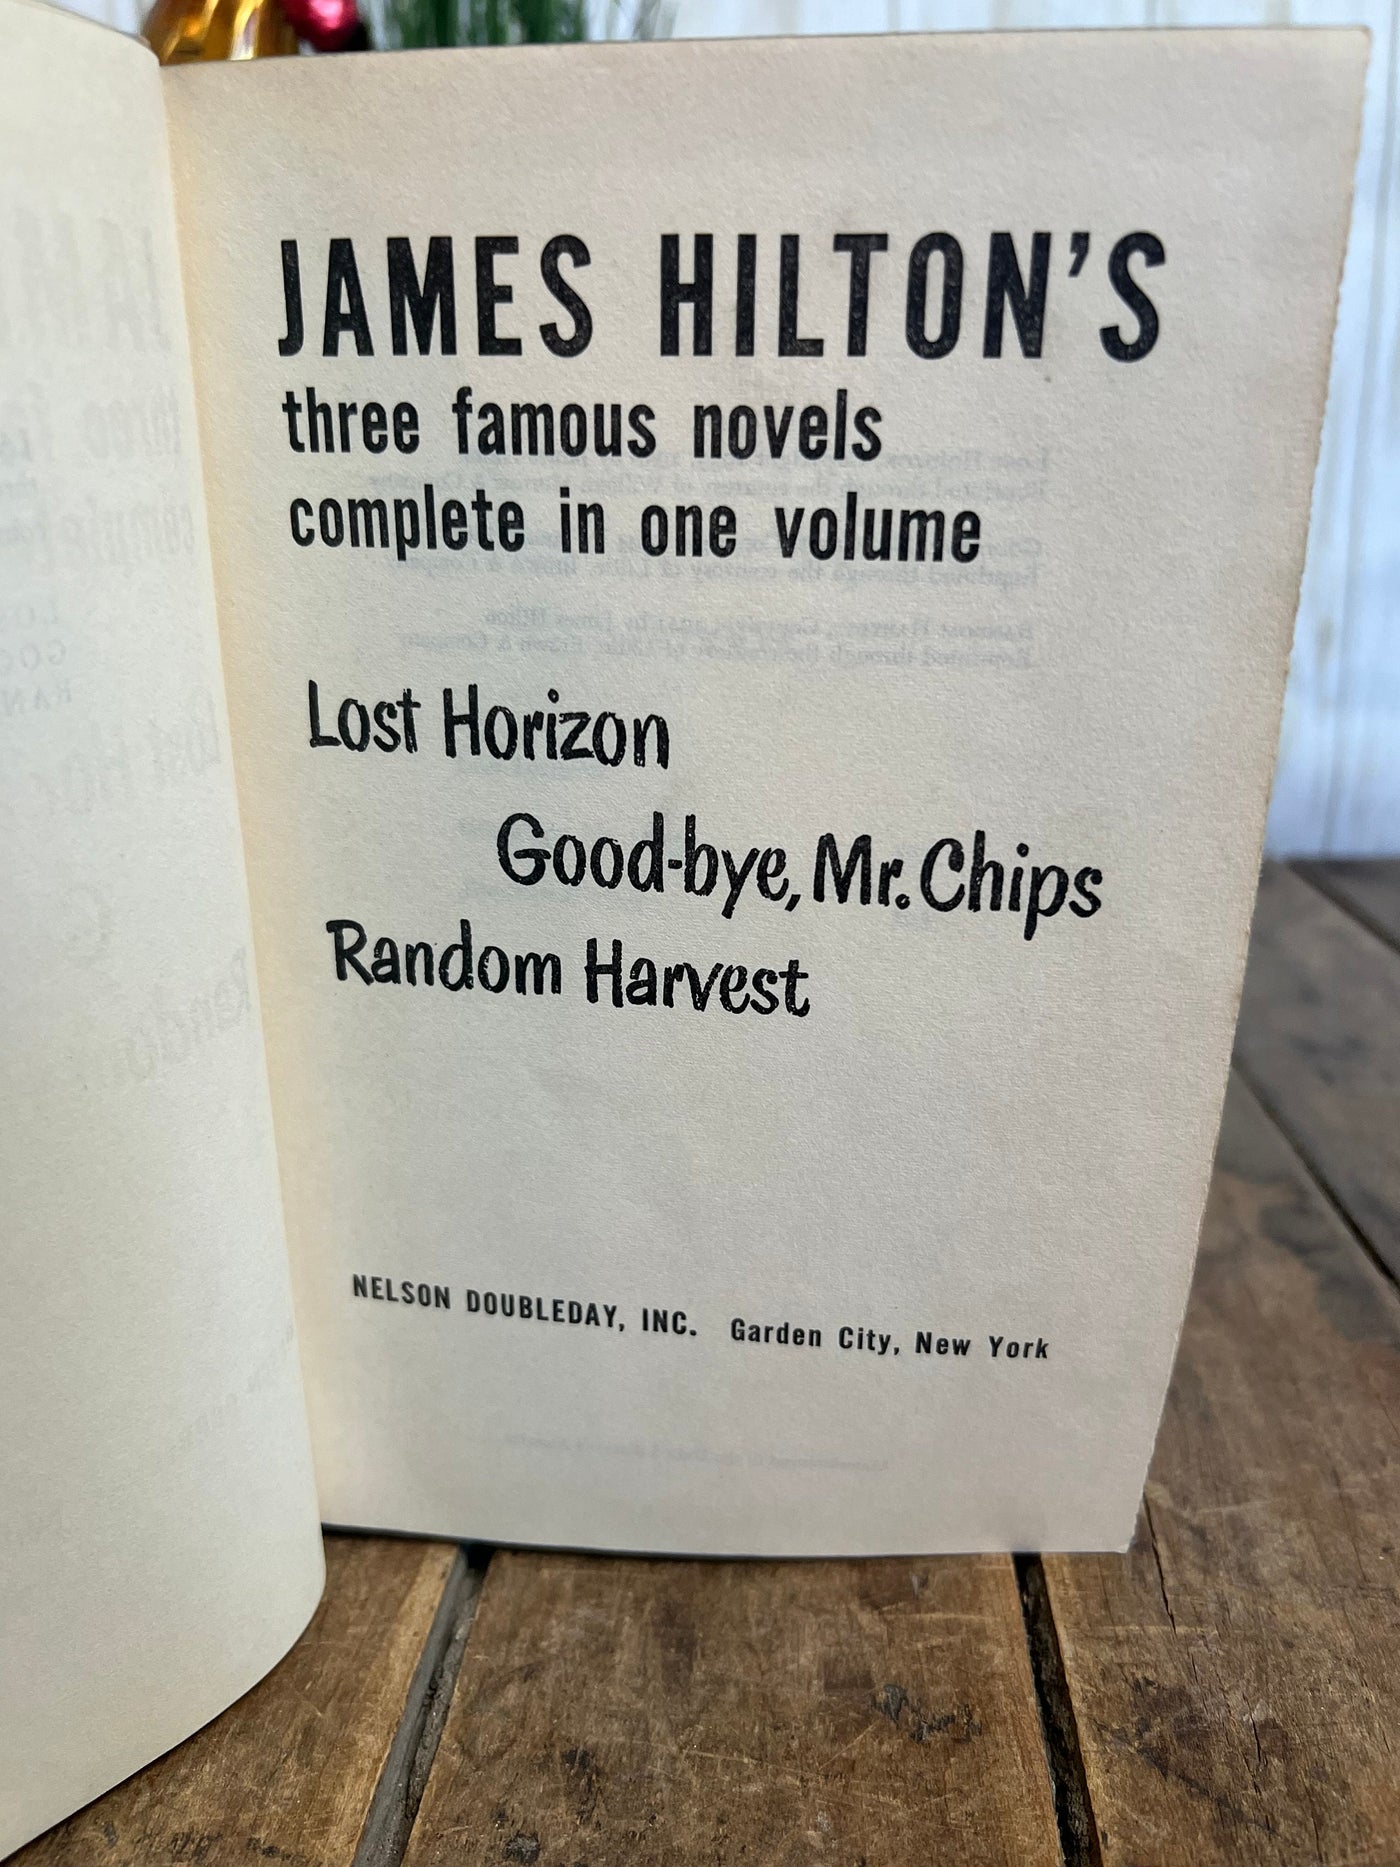 JAMES HILTON'S
three famous novels
complete in one volume
Lost Horizon
Good-bye, Mr. Chips
Random Harvest
NELSON DOUBLEDAY, INC. Garden City, New York